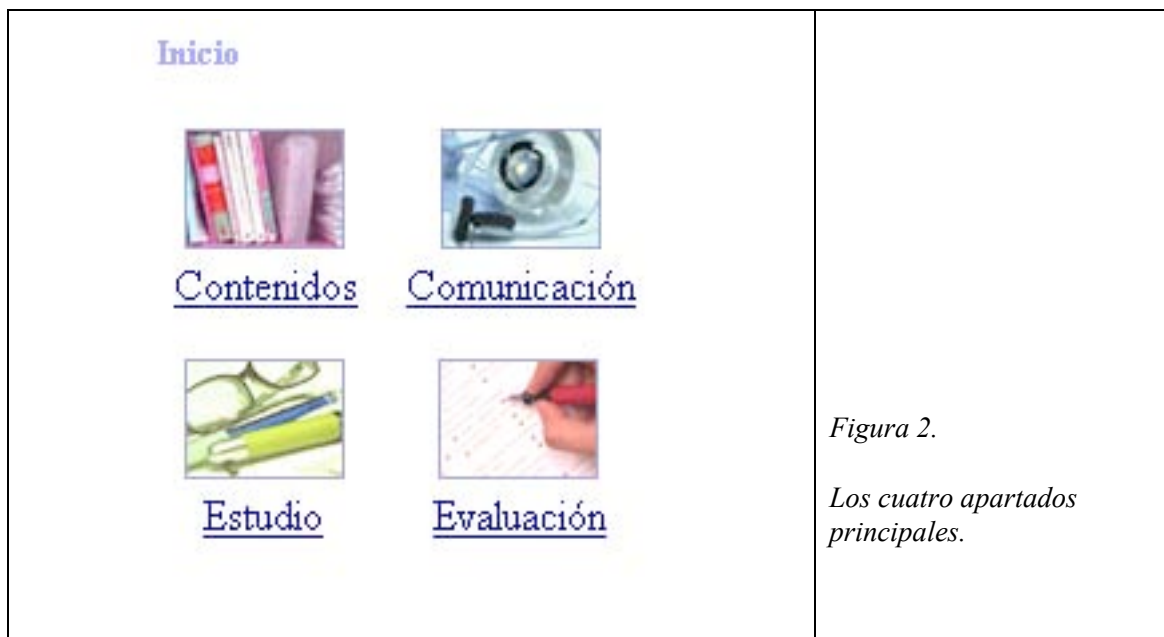 Inicio
Contenidos Comunicación
Estudio Evaluación
Figura 2.
Los cuatro apartados
principales.